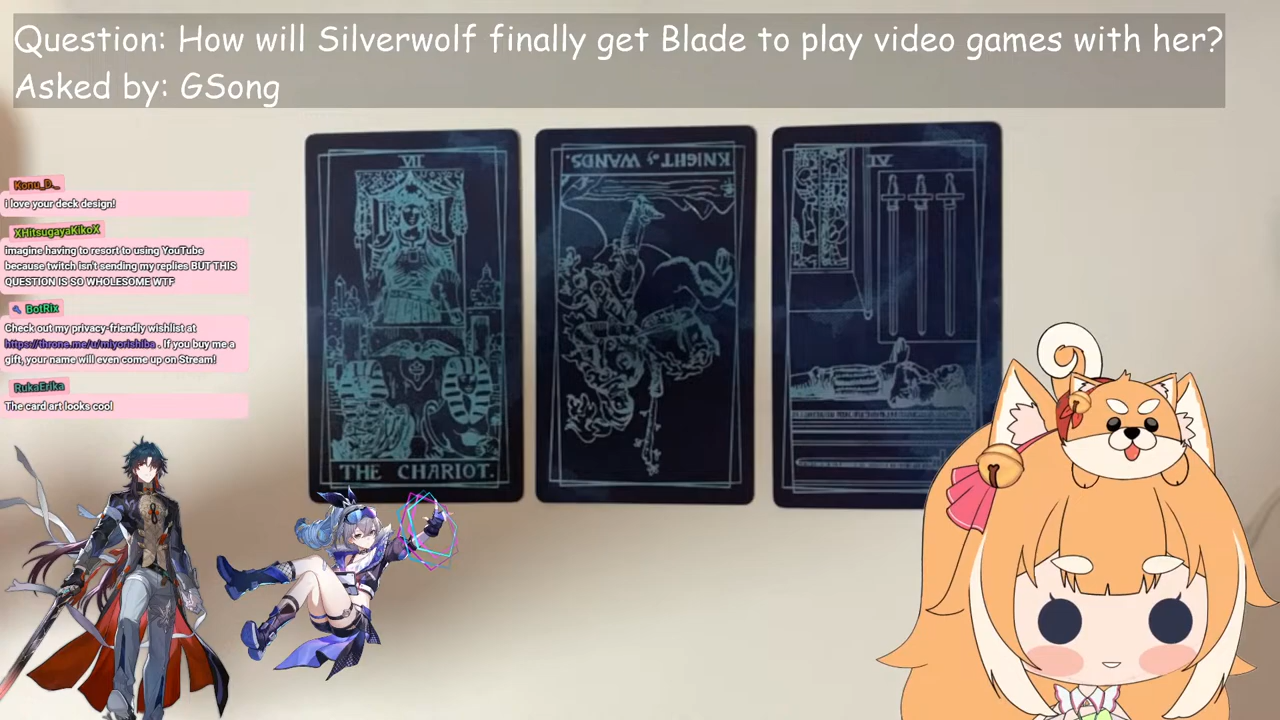 Question: How will Silverwolf finally get Blade to play video games with her?
Asked by: GSong
VII
THE CHARIOT.
KNIGHT of WANDS.
IV
Konu_D._
i love your deck design!
XHitsugayaKikoX
imagine having to resort to using YouTube
because twitch isn't sending my replies BUT THIS
QUESTION IS SO WHOLESOME WTF
BotRix
Check out my privacy-friendly wishlist at
https://throne.me/u/miyorishiba . If you buy me a
gift, your name will even come up on Stream!
RukaErika
The card art looks cool